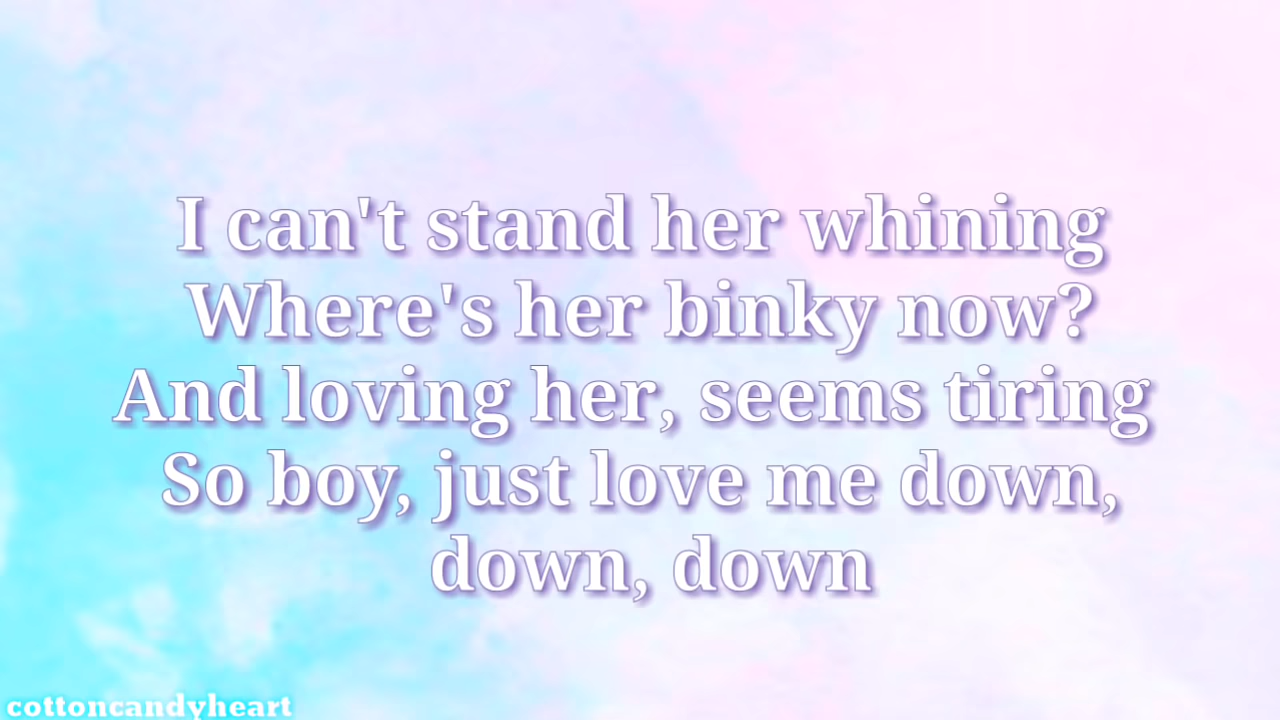 I can't stand her whining
Where's her binky now?
And loving her, seems tiring
So boy, just love me down,
down, down
cottoncandyheart